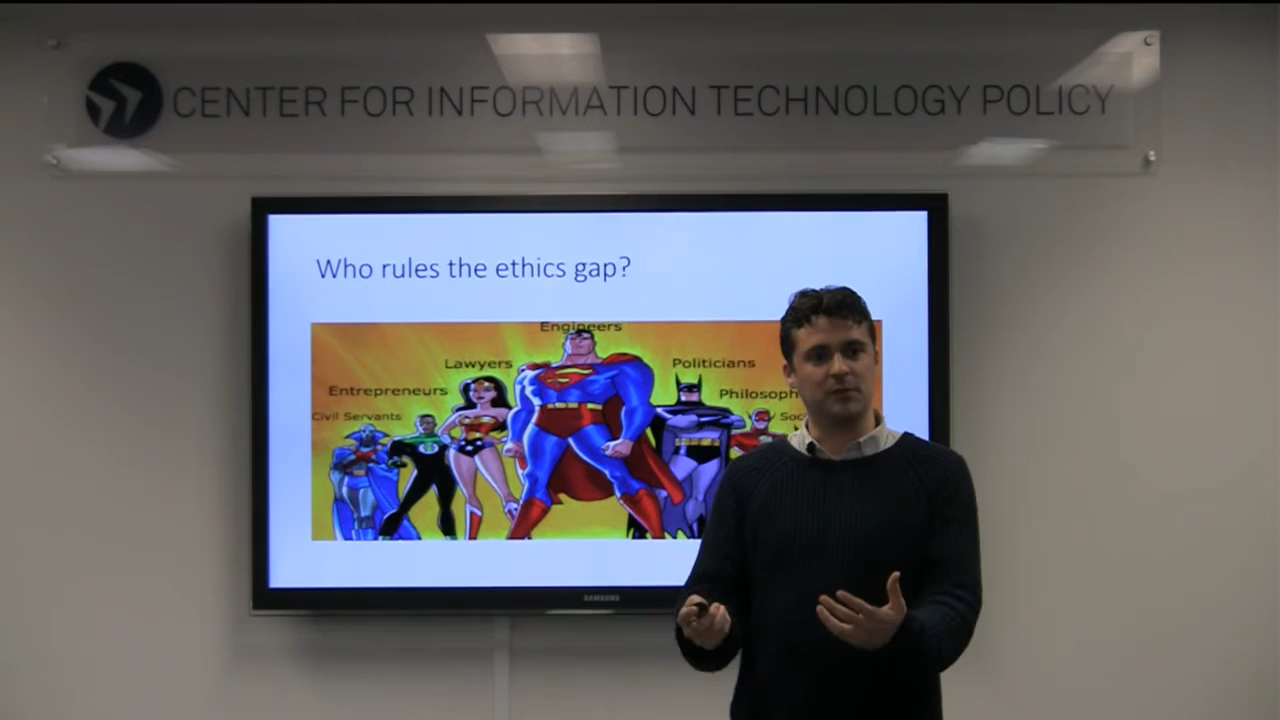 CENTER FOR INFORMATION TECHNOLOGY POLICY
Who rules the ethics gap?
Engineers
Lawyers
Politicians
Entrepreneurs
Civil Servants
SAMSUNG